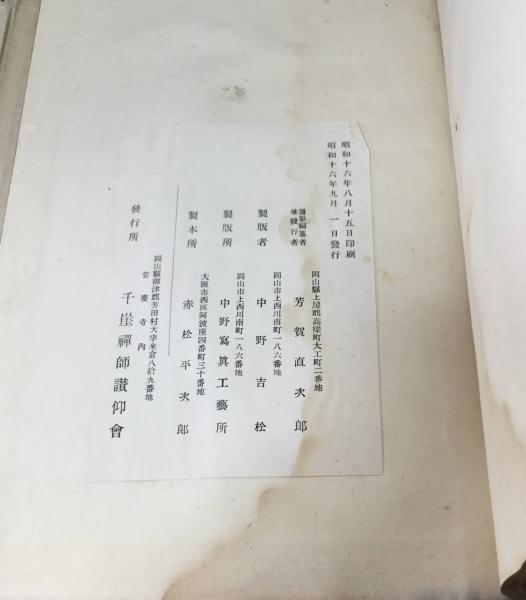 昭和十六年八月十五日印刷
昭和十六年九月一日發行
撮影編纂者
兼發行者
岡山縣上房郡高梁町大工町二番地
芳賀直次郎
製版者
岡山市上西川南町一八六番地
中野吉松
製版所
岡山市上西川南町一八六番地
中野寫眞工藝所
製本所
大阪市西區阿波座四番町三十番地
赤松平次郎
發行所
岡山縣御津郡芳田村大字米倉八拾九番地
常慶寺内
千崖禪師讃仰會